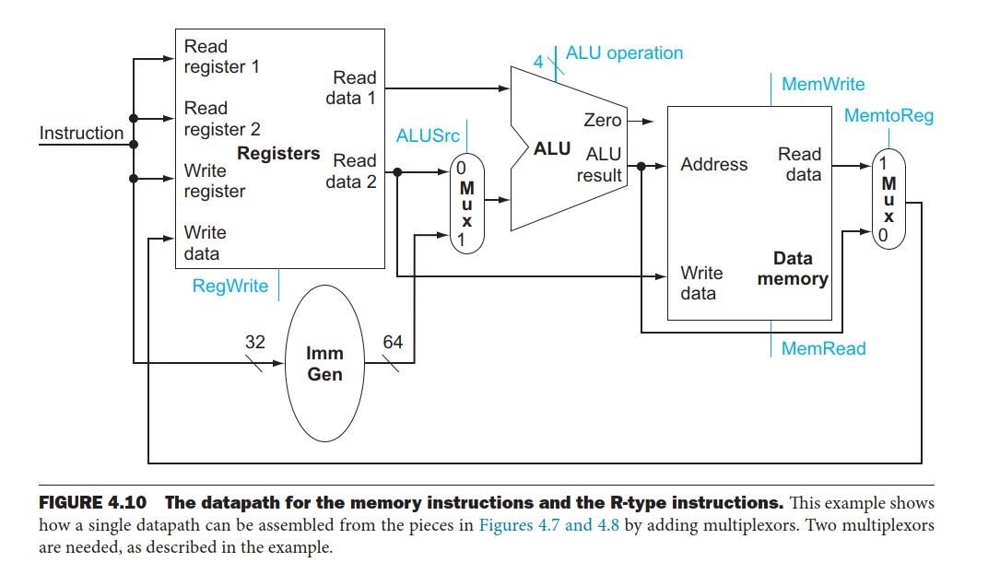 Instruction
Read
register 1
Read
register 2
Registers
Write
register
Write
data
Read
data 1
Read
data 2
RegWrite
32
Imm
Gen
64
ALUSrc
0
M
u
x
1
4
ALU operation
Zero
ALU
ALU
result
MemWrite
Address
Read
data
Write
data
Data
memory
MemRead
MemtoReg
1
M
u
x
0
FIGURE 4.10 The datapath for the memory instructions and the R-type instructions. This example shows
how a single datapath can be assembled from the pieces in Figures 4.7 and 4.8 by adding multiplexors. Two multiplexors
are needed, as described in the example.